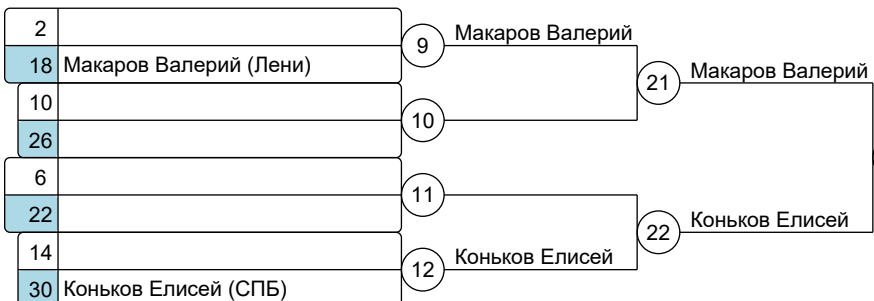 2
9 Макаров Валерий
18 Макаров Валерий (Лени)
21 Макаров Валерий
10
10
26
6
11
22
22 Коньков Елисей
14
12 Коньков Елисей
30 Коньков Елисей (СПБ)